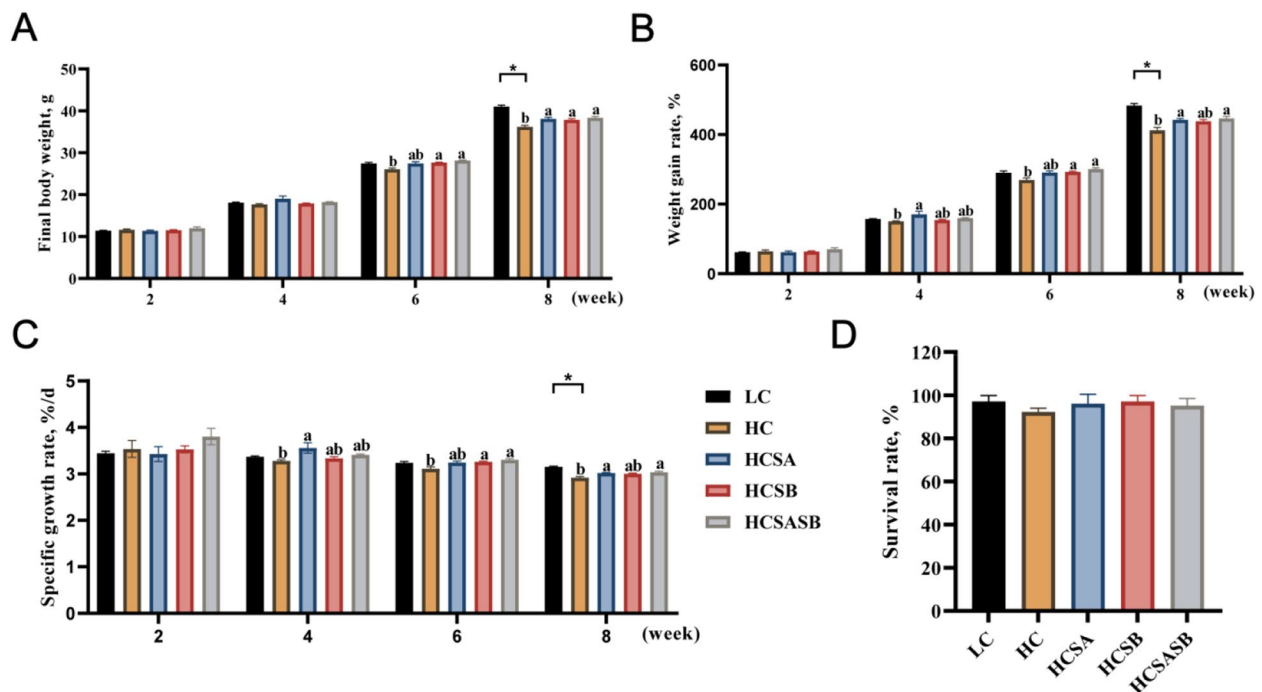 A
Final body weight, g
50
40
30
20
10
0
b
ab
a
a
*
b
a
a
a
2
4
6
8
(week)
B
Weight gain rate, %
600
400
200
0
b
a
ab
ab
b
ab
a
a
*
b
a
ab
a
2
4
6
8
(week)
C
Specific growth rate, %/d
5
4
3
2
1
0
b
a
ab
ab
b
ab
a
a
*
b
a
ab
a
2
4
6
8
(week)
LC
HC
HCSA
HCSB
HCSASB
D
Survival rate, %
120
100
80
60
40
20
0
LC
HC
HCSA
HCSB
HCSASB